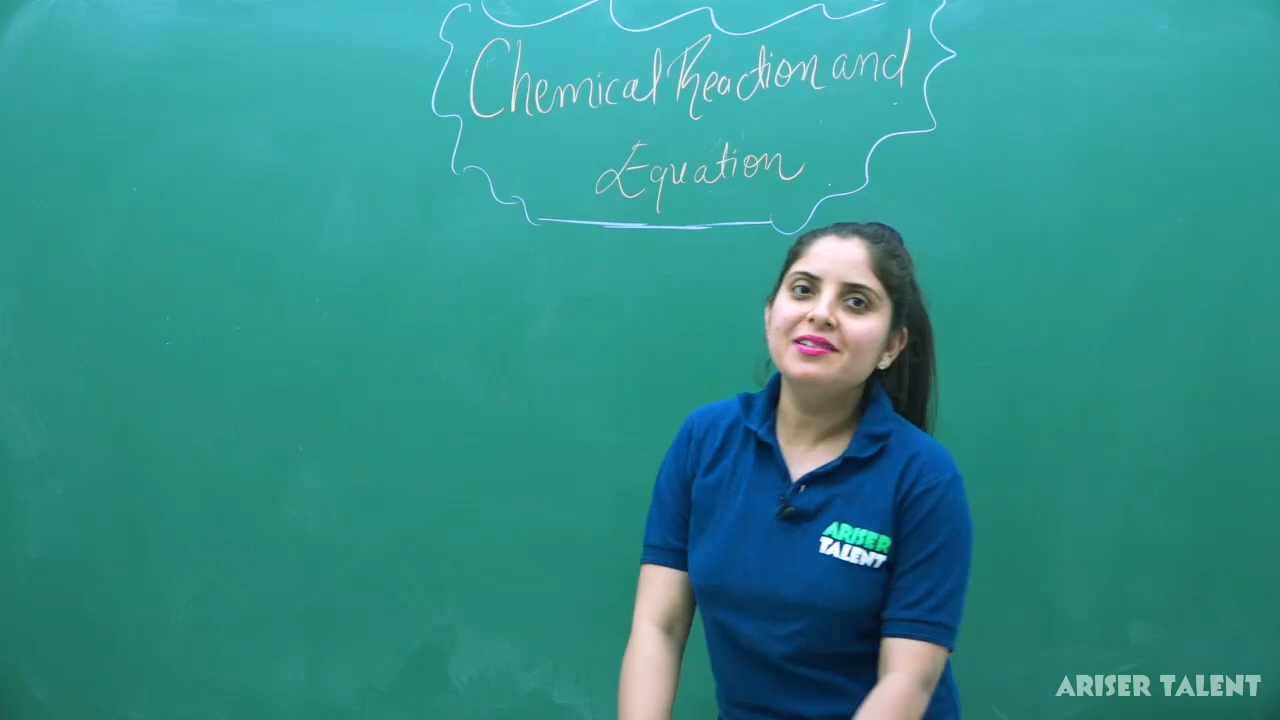 Chemical Reaction and
Equation
ARISER
TALENT
ARISER TALENT